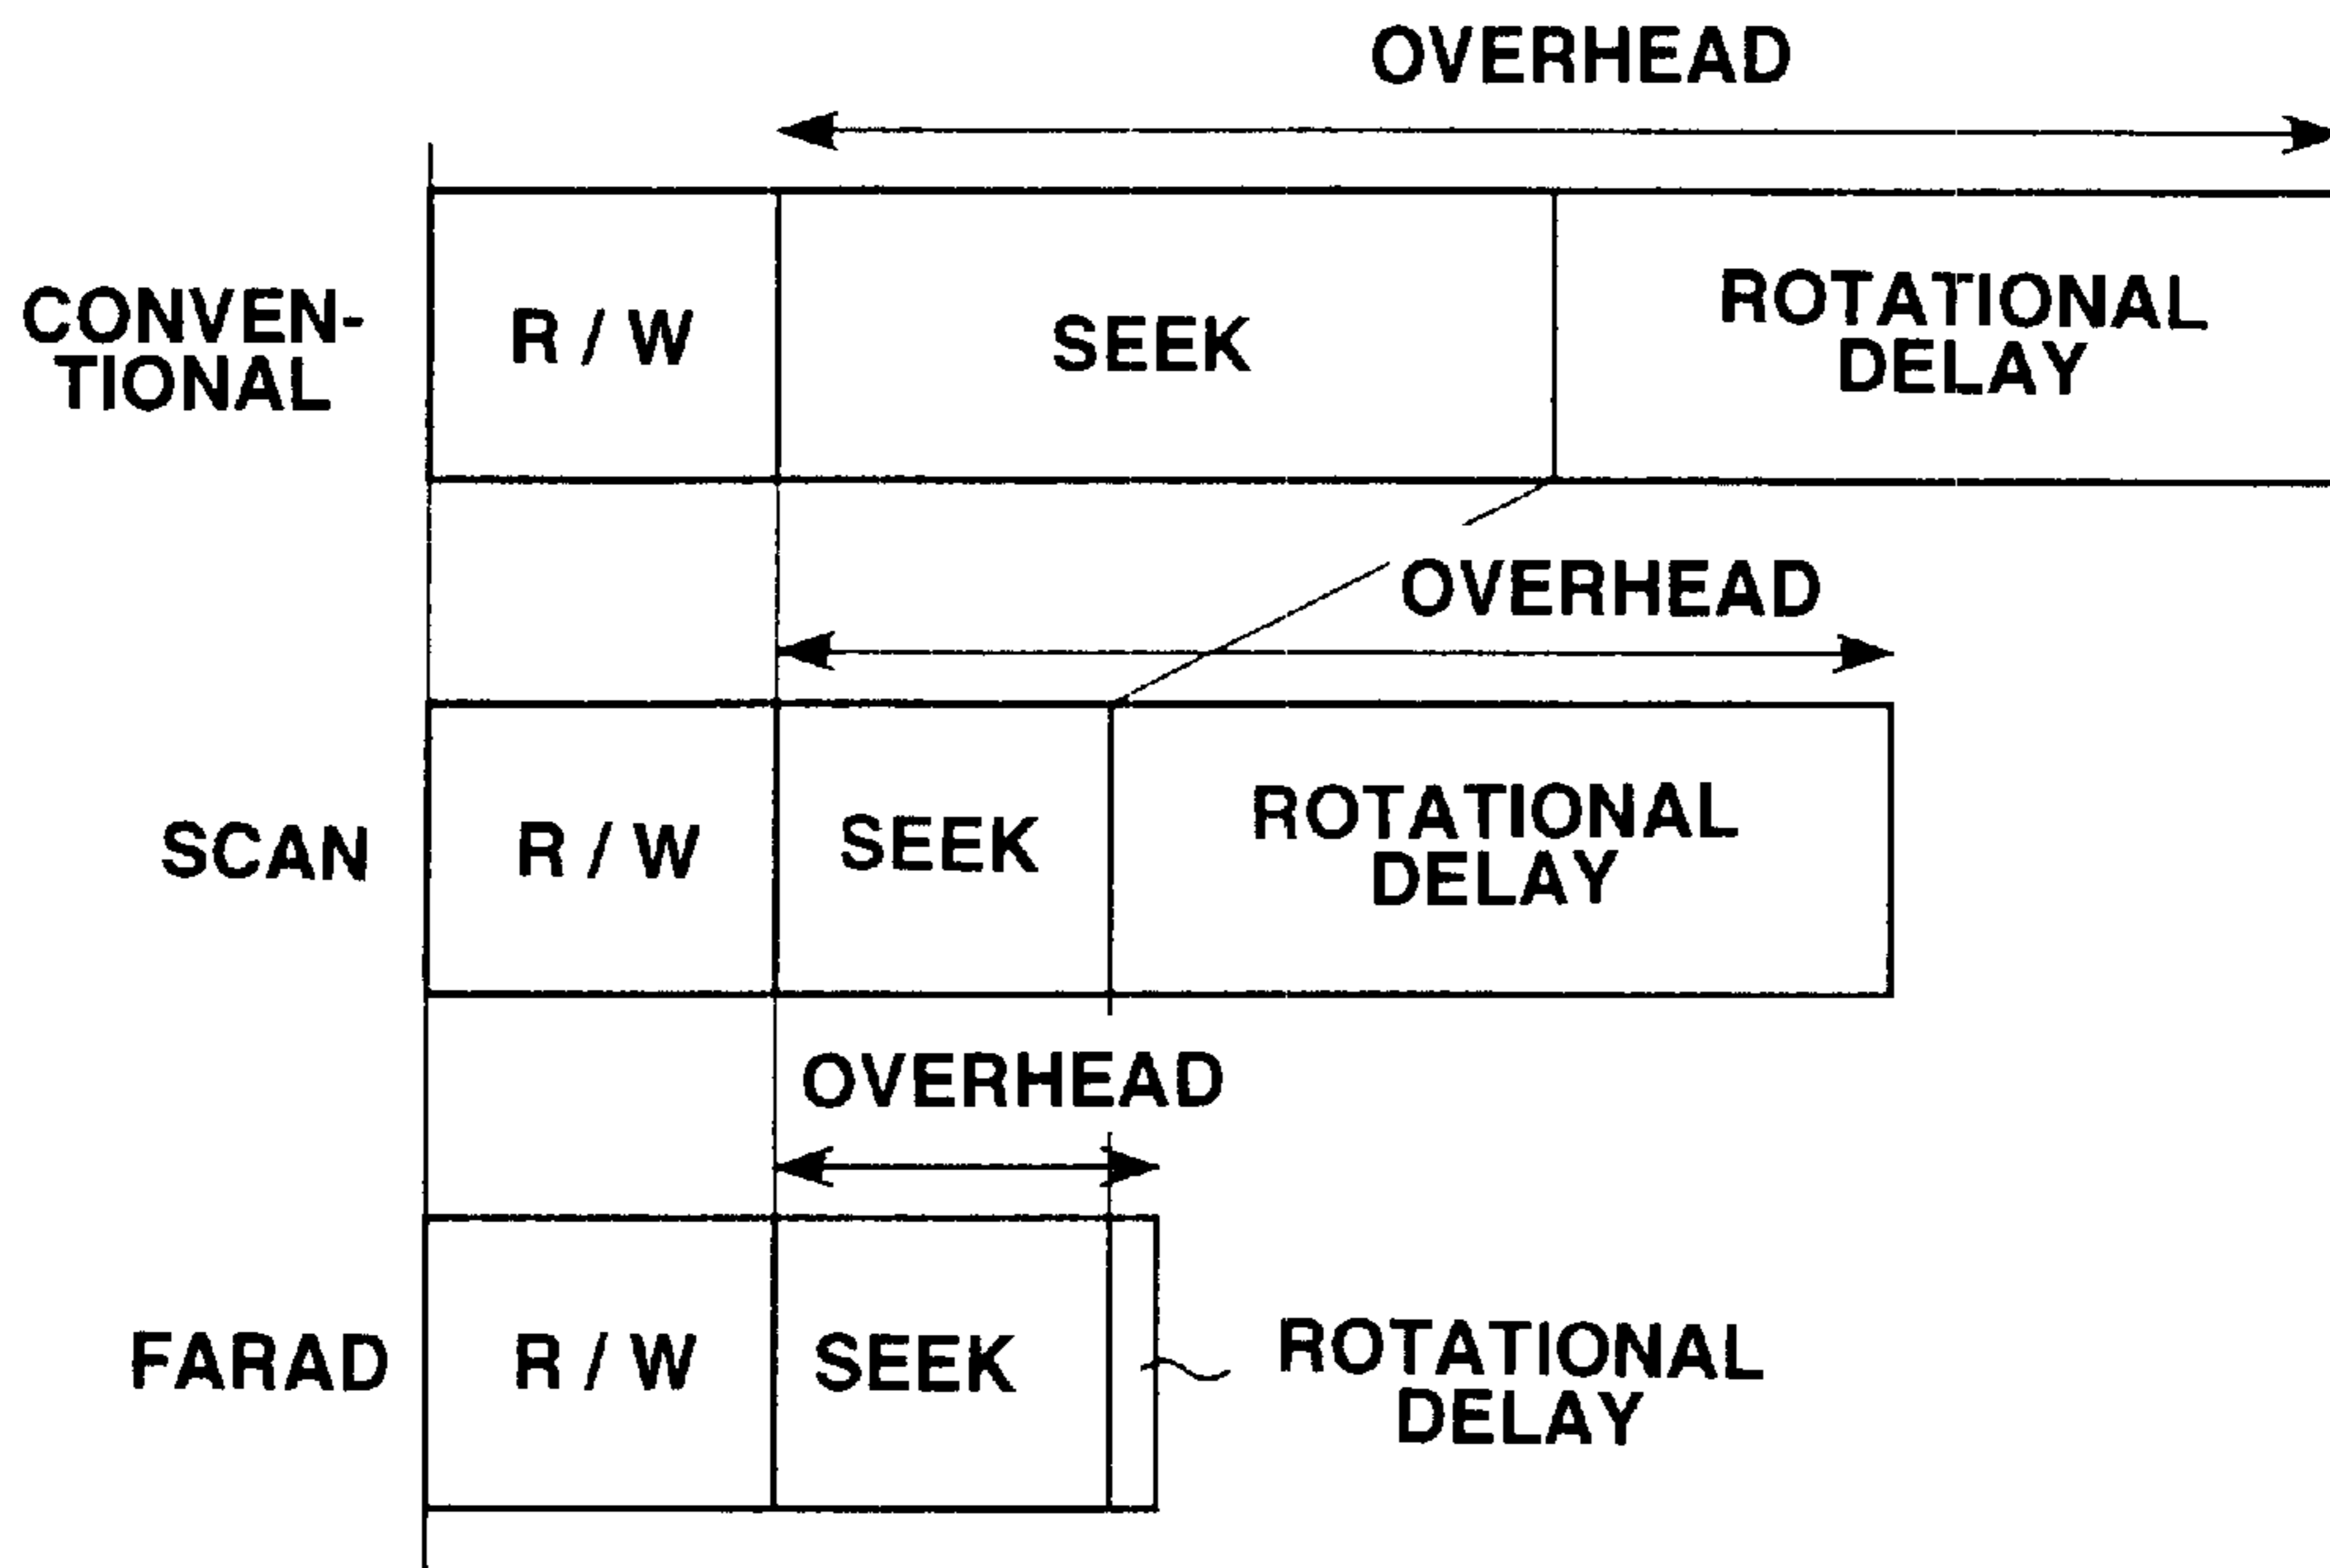 OVERHEAD
CONVEN-
TIONAL
R / W
SEEK
ROTATIONAL
DELAY
OVERHEAD
SCAN
R / W
SEEK
ROTATIONAL
DELAY
OVERHEAD
FARAD
R / W
SEEK
ROTATIONAL
DELAY